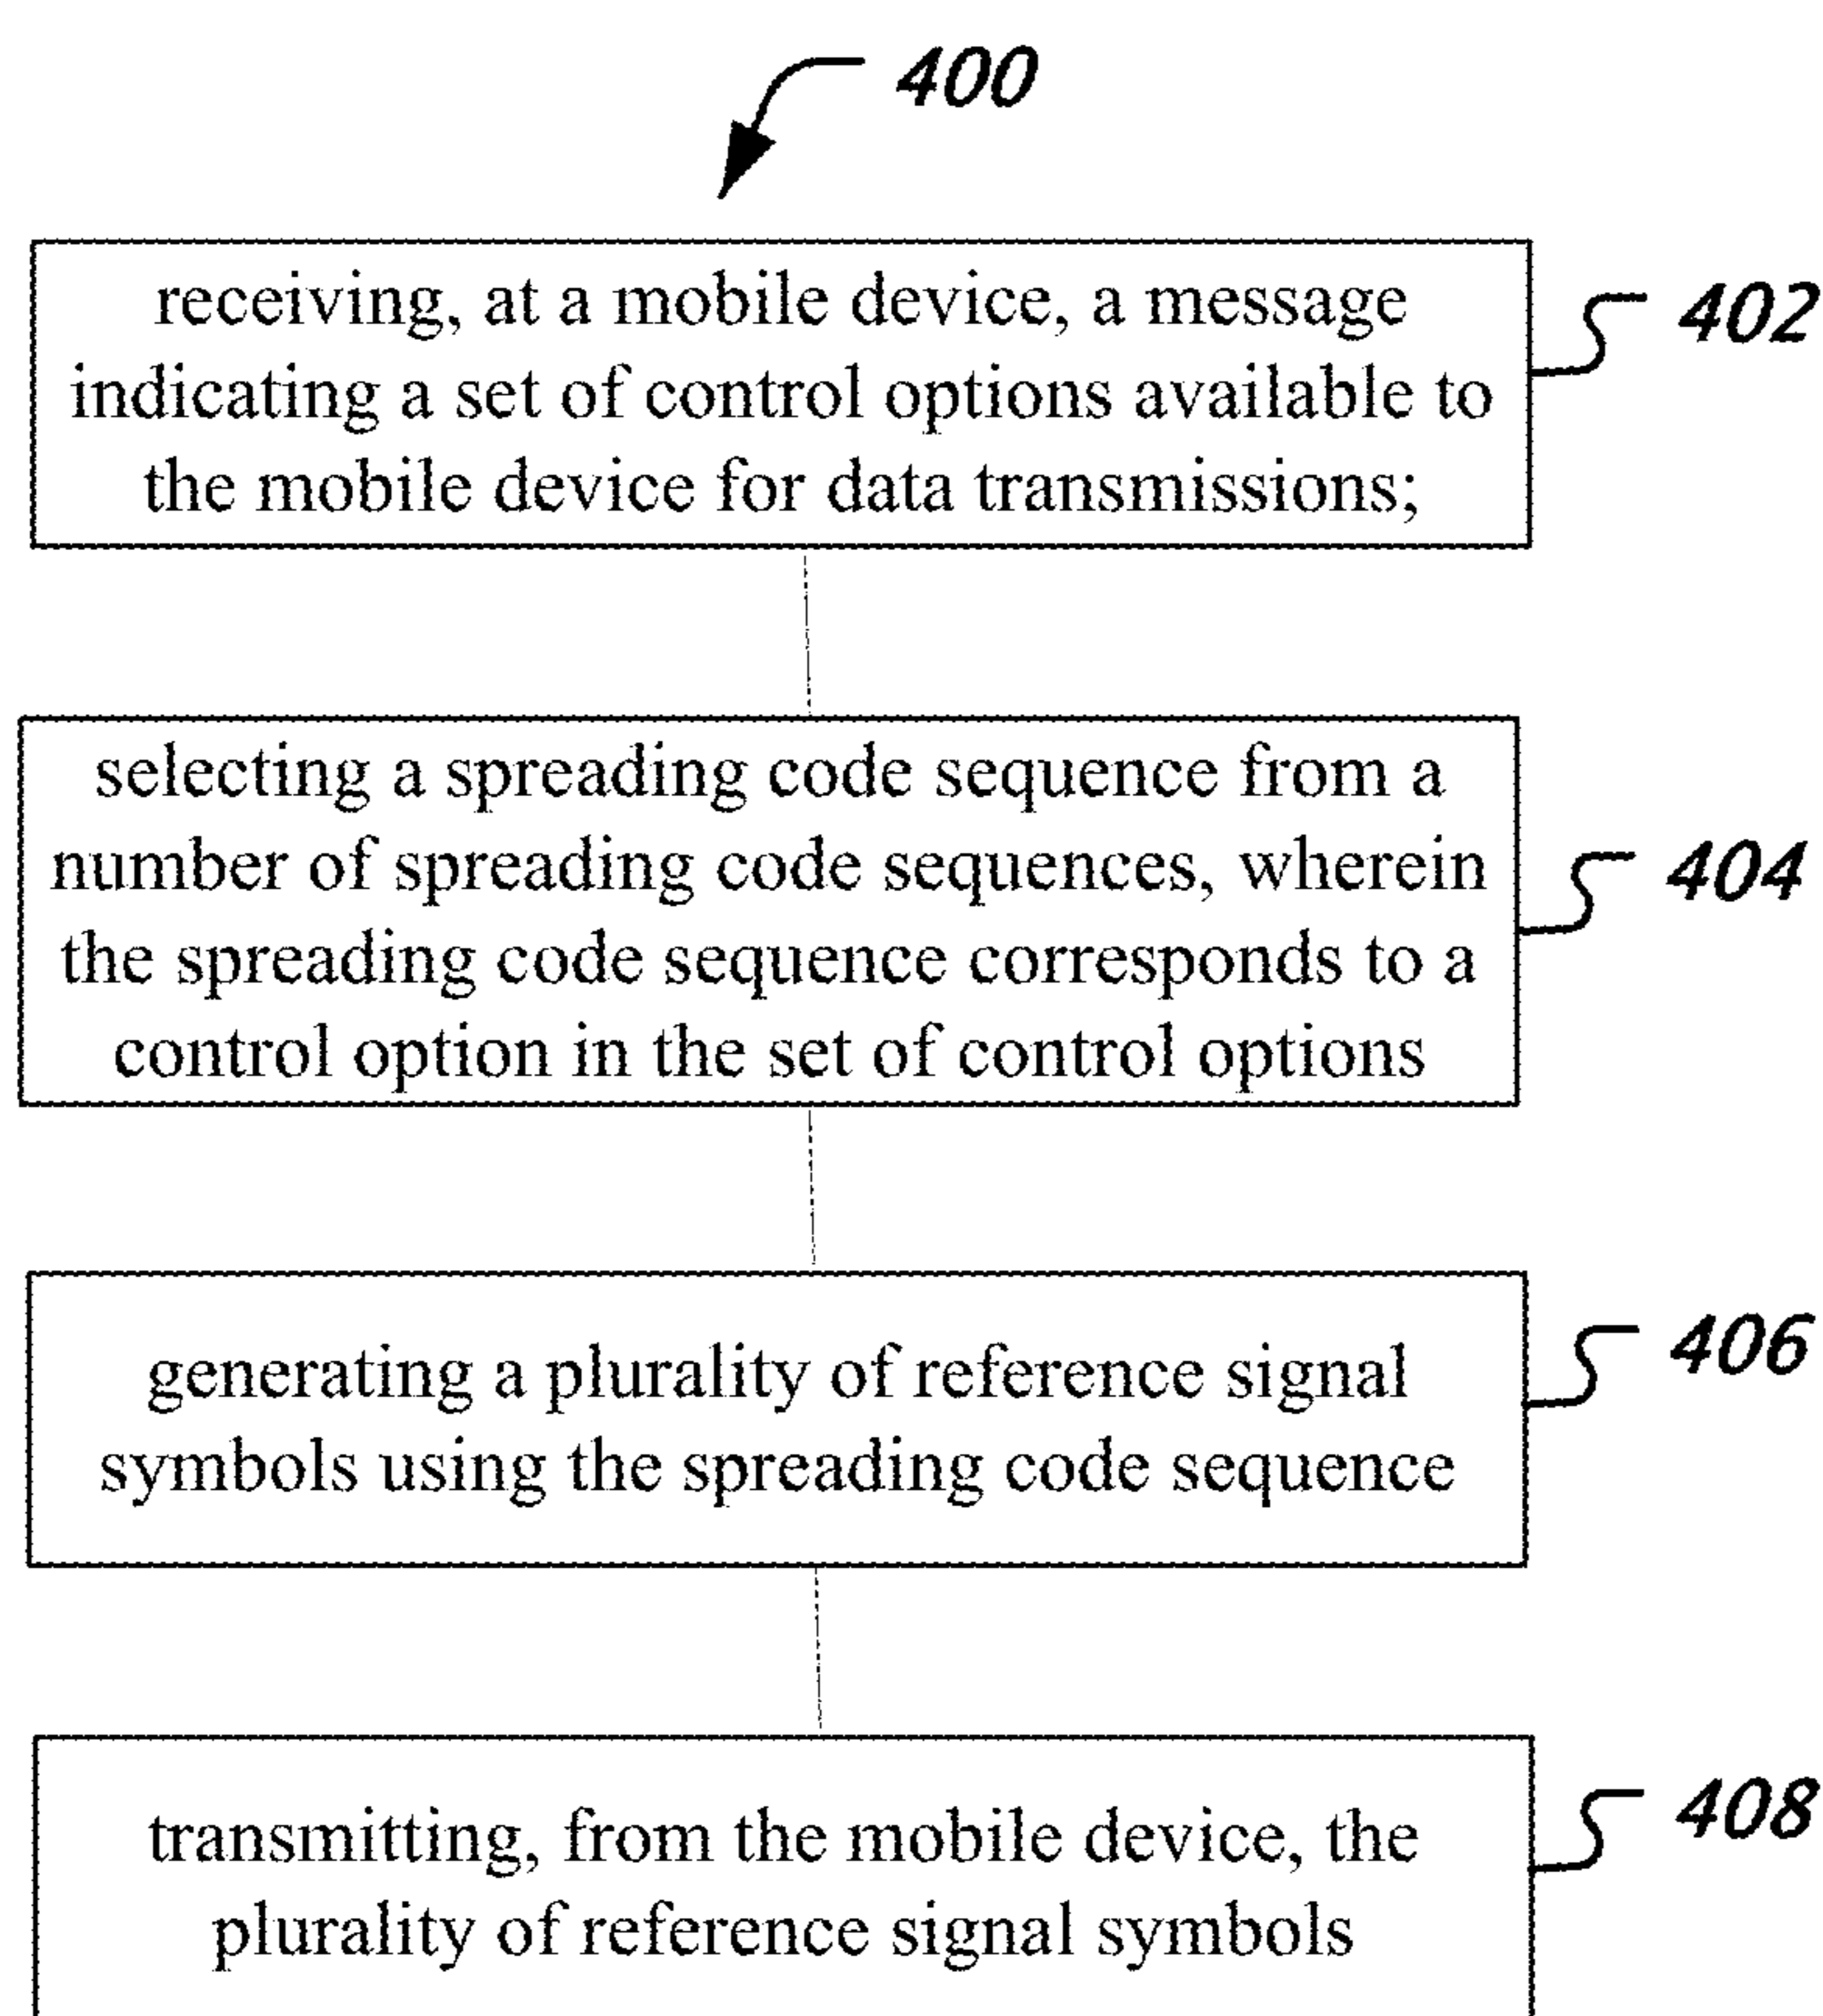 400
receiving, at a mobile device, a message
indicating a set of control options available to
the mobile device for data transmissions;
402
selecting a spreading code sequence from a
number of spreading code sequences, wherein
the spreading code sequence corresponds to a
control option in the set of control options
404
generating a plurality of reference signal
symbols using the spreading code sequence
406
transmitting, from the mobile device, the
plurality of reference signal symbols
408